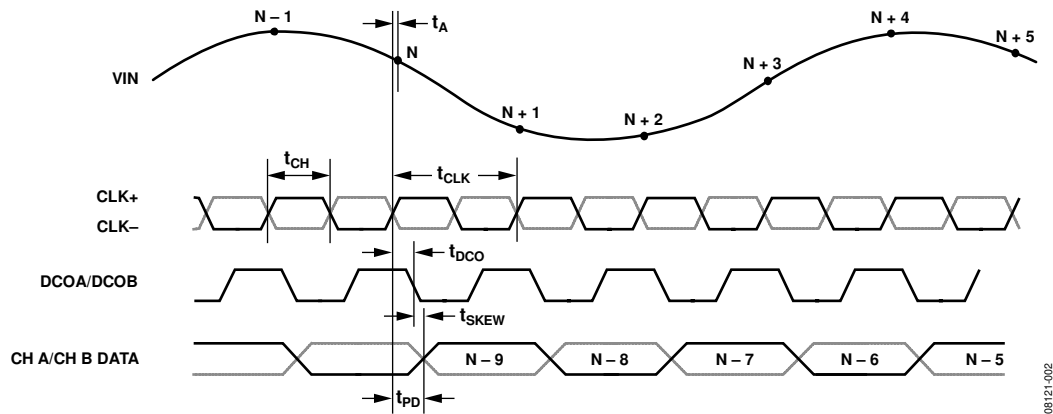 N – 1
tA
N
N + 1
N + 2
N + 3
N + 4
N + 5
VIN
tCH
tCLK
CLK+
CLK–
tDCO
DCOA/DCOB
tSKEW
CH A/CH B DATA
N – 9
N – 8
N – 7
N – 6
N – 5
tPD
08121-002